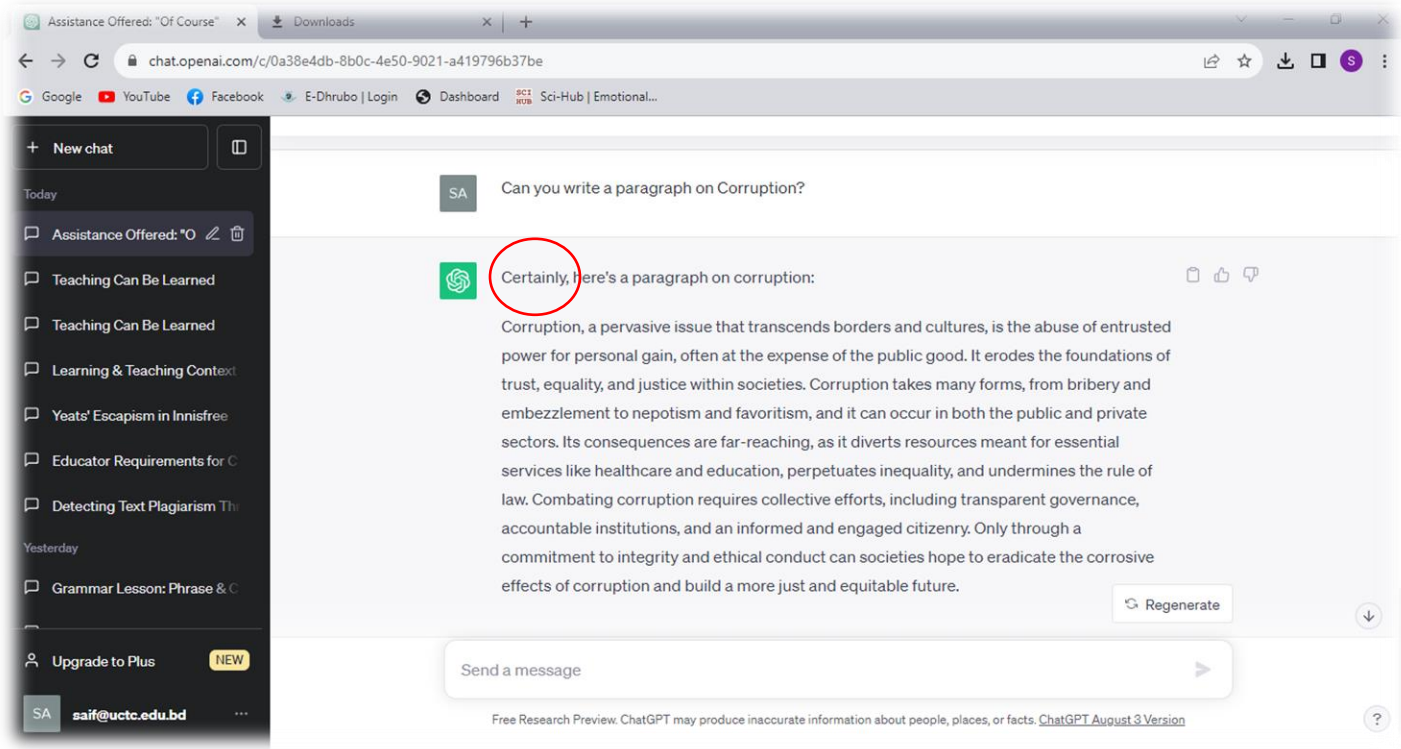 Assistance Offered: "Of Course"
Downloads
chat.openai.com/c/0a38e4db-8b0c-4e50-9021-a419796b37be
S
Google
YouTube
Facebook
E-Dhrubo | Login
Dashboard
SCI HUB
Sci-Hub | Emotional...
+ New chat
Today
Assistance Offered: "O
Teaching Can Be Learned
Teaching Can Be Learned
Learning & Teaching Context
Yeats' Escapism in Innisfree
Educator Requirements for C
Detecting Text Plagiarism Thr
Yesterday
Grammar Lesson: Phrase & C
Upgrade to Plus
NEW
SA
saif@uctc.edu.bd
SA
Can you write a paragraph on Corruption?
Certainly, here's a paragraph on corruption:
Corruption, a pervasive issue that transcends borders and cultures, is the abuse of entrusted
power for personal gain, often at the expense of the public good. It erodes the foundations of
trust, equality, and justice within societies. Corruption takes many forms, from bribery and
embezzlement to nepotism and favoritism, and it can occur in both the public and private
sectors. Its consequences are far-reaching, as it diverts resources meant for essential
services like healthcare and education, perpetuates inequality, and undermines the rule of
law. Combating corruption requires collective efforts, including transparent governance,
accountable institutions, and an informed and engaged citizenry. Only through a
commitment to integrity and ethical conduct can societies hope to eradicate the corrosive
effects of corruption and build a more just and equitable future.
Regenerate
Send a message
Free Research Preview. ChatGPT may produce inaccurate information about people, places, or facts. ChatGPT August 3 Version
?